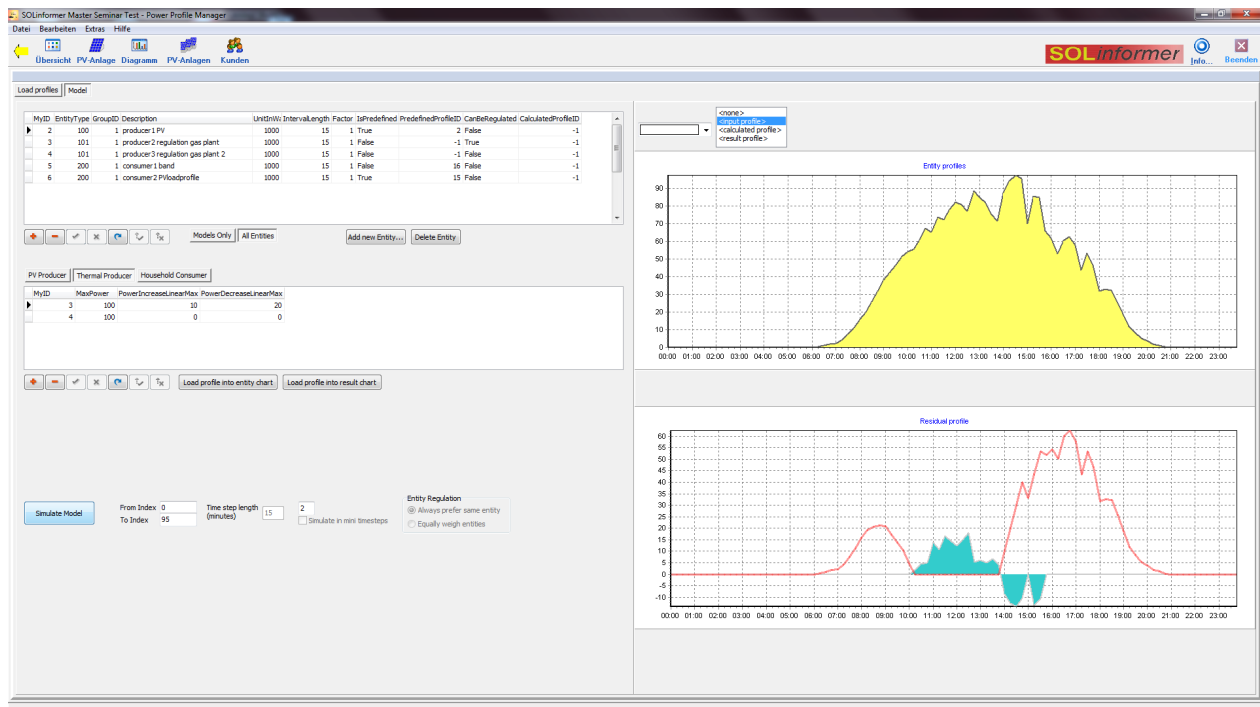 SOLinformer Master Seminar Test - Power Profile Manager
Datei Bearbeiten Extras Hilfe
Übersicht PV-Anlage Diagramm PV-Anlagen Kunden
SOLinformer Info... Beenden
Load profiles Model
MyID EntityType GroupID Description UnitInWa IntervalLength Factor IsPredefined PredefinedProfileID CanBeRegulated CalculatedProfileID
2 100 1 producer1 PV 1000 15 1 True 2 False -1
3 101 1 producer2 regulation gas plant 1000 15 1 False -1 True -1
4 101 1 producer3 regulation gas plant 2 1000 15 1 False -1 False -1
5 200 1 consumer1 band 1000 15 1 False 16 False -1
6 200 1 consumer2 PVloadprofile 1000 15 1 True 15 False -1
Models Only All Entities Add new Entity... Delete Entity
PV Producer Thermal Producer Household Consumer
MyID MaxPower PowerIncreaseLinearMax PowerDecreaseLinearMax
3 100 10 20
4 100 0 0
Load profile into entity chart Load profile into result chart
Simulate Model
From Index 0
To Index 95
Time step length
(minutes)
15
2
Simulate in mini timesteps
Entity Regulation
Always prefer same entity
Equally weigh entities
<none>
<input profile>
<calculated profile>
<result profile>
Entity profiles
90
80
70
60
50
40
30
20
10
0
00:00 01:00 02:00 03:00 04:00 05:00 06:00 07:00 08:00 09:00 10:00 11:00 12:00 13:00 14:00 15:00 16:00 17:00 18:00 19:00 20:00 21:00 22:00 23:00
Residual profile
60
55
50
45
40
35
30
25
20
15
10
5
0
-5
-10
00:00 01:00 02:00 03:00 04:00 05:00 06:00 07:00 08:00 09:00 10:00 11:00 12:00 13:00 14:00 15:00 16:00 17:00 18:00 19:00 20:00 21:00 22:00 23:00